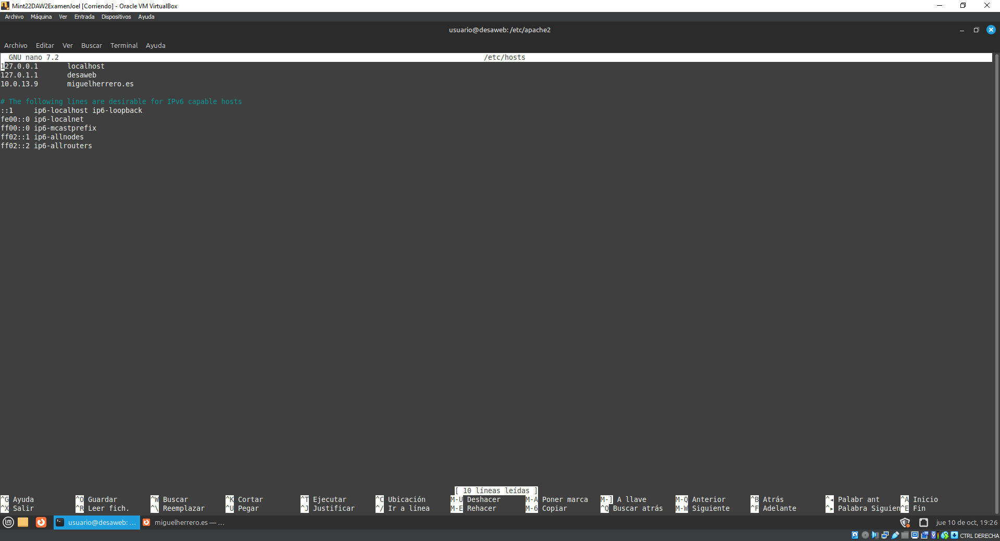 Mint22DAW2ExamenJoel [Corriendo] - Oracle VM VirtualBox
Archivo Máquina Ver Entrada Dispositivos Ayuda
usuario@desaweb: /etc/apache2
Archivo Editar Ver Buscar Terminal Ayuda
GNU nano 7.2 /etc/hosts
127.0.0.1 localhost
127.0.1.1 desaweb
10.0.13.9 miguelherrero.es
# The following lines are desirable for IPv6 capable hosts
::1 ip6-localhost ip6-loopback
fe00::0 ip6-localnet
ff00::0 ip6-mcastprefix
ff02::1 ip6-allnodes
ff02::2 ip6-allrouters
[ 10 líneas leídas ]
^G Ayuda ^O Guardar ^W Buscar ^K Cortar ^T Ejecutar ^C Ubicación M-U Deshacer M-A Poner marca M-] A llave M-Q Anterior ^B Atrás ^◂ Palabr ant ^A Inicio
^X Salir ^R Leer fich. ^\ Reemplazar ^U Pegar ^J Justificar ^/ Ir a línea M-E Rehacer M-6 Copiar ^Q Buscar atrás M-W Siguiente ^F Adelante ^▸ Palabra Siguien ^E Fin
usuario@desaweb: ... miguelherrero.es — ... jue 10 de oct, 19:26
CTRL DERECHA